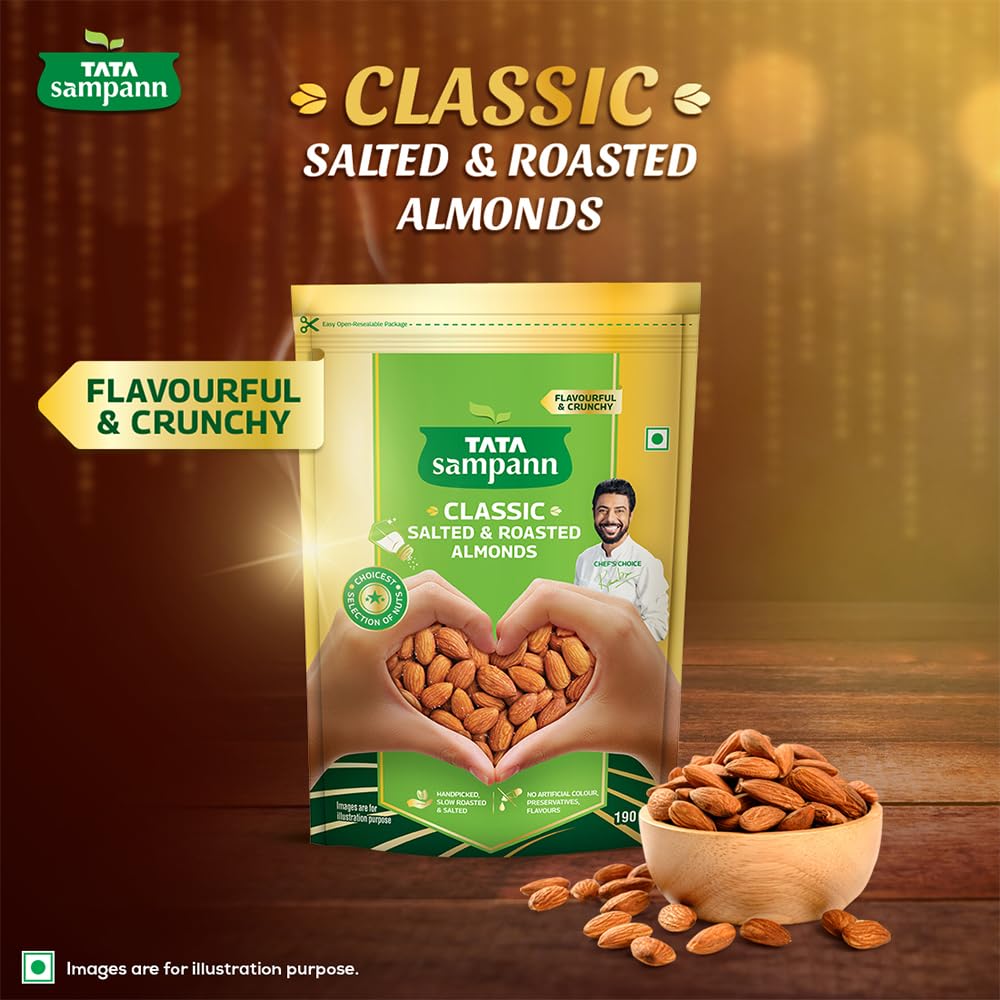 TATA
sampann
CLASSIC
SALTED & ROASTED
ALMONDS
FLAVOURFUL
& CRUNCHY
Easy Open-Resealable Package
FLAVOURFUL
& CRUNCHY
TATA
sampann
CLASSIC
SALTED & ROASTED
ALMONDS
CHEF'S CHOICE
CHOICEST
SELECTION OF NUTS
HANDPICKED,
SLOW ROASTED
& SALTED
NO ARTIFICIAL COLOUR,
PRESERVATIVES,
FLAVOURS
Images are for
illustration purpose
190
Images are for illustration purpose.